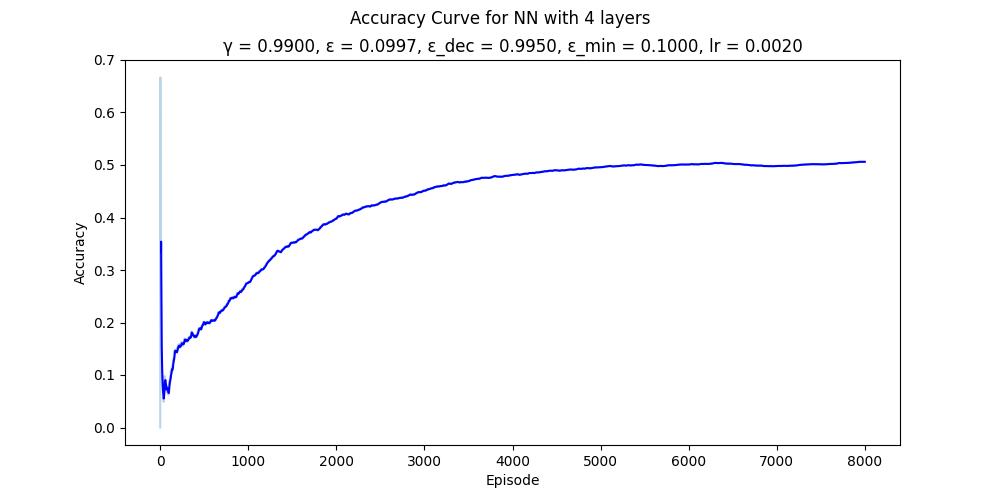 Accuracy Curve for NN with 4 layers
γ = 0.9900, ε = 0.0997, ε_dec = 0.9950, ε_min = 0.1000, lr = 0.0020
0.7
0.6
0.5
0.4
0.3
0.2
0.1
0.0
Accuracy
0 1000 2000 3000 4000 5000 6000 7000 8000
Episode